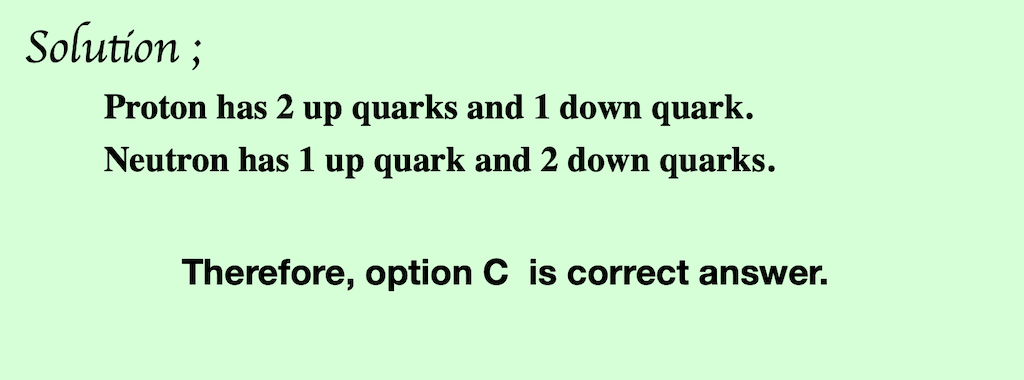 Solution ;
Proton has 2 up quarks and 1 down quark.
Neutron has 1 up quark and 2 down quarks.
Therefore, option C is correct answer.